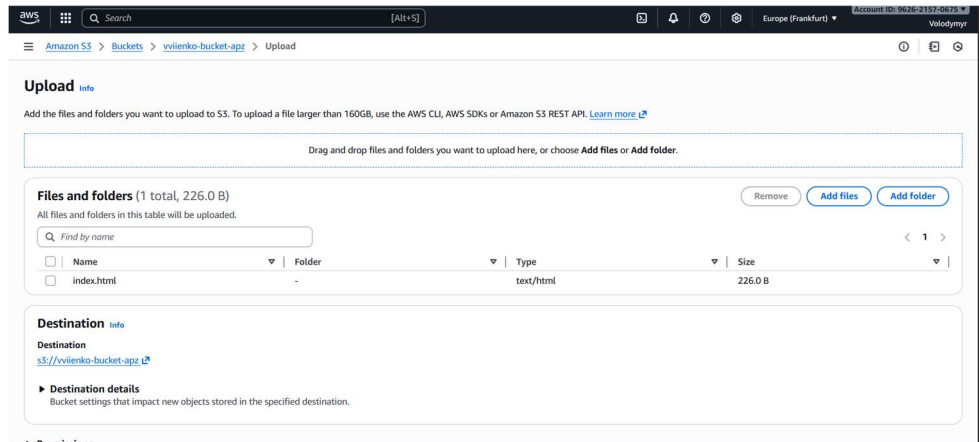 aws Search [Alt+S] Europe (Frankfurt) ▼ Account ID: 9626-2157-0675 ▼
Volodymyr
Amazon S3 > Buckets > vviienko-bucket-apz > Upload
Upload Info
Add the files and folders you want to upload to S3. To upload a file larger than 160GB, use the AWS CLI, AWS SDKs or Amazon S3 REST API. Learn more
Drag and drop files and folders you want to upload here, or choose Add files or Add folder.
Files and folders (1 total, 226.0 B) Remove Add files Add folder
All files and folders in this table will be uploaded.
Find by name < 1 >
Name Folder Type Size
index.html - text/html 226.0 B
Destination Info
Destination
s3://vviienko-bucket-apz
Destination details
Bucket settings that impact new objects stored in the specified destination.